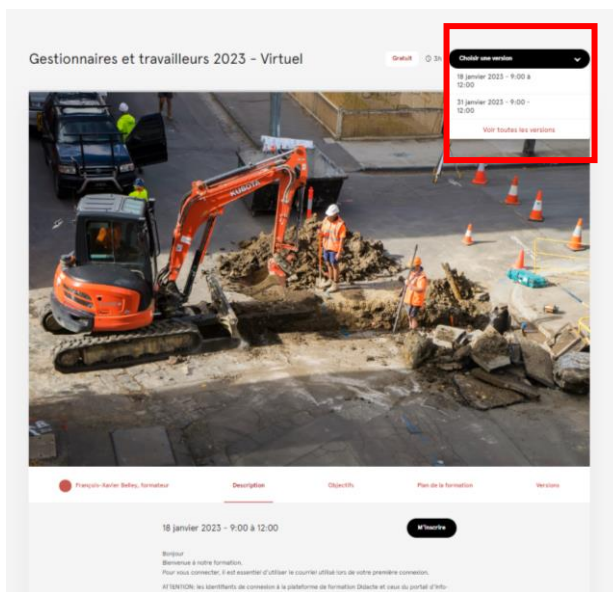 Gestionnaires et travailleurs 2023 - Virtuel
Gratuit
3h
Choisir une version
18 janvier 2023 - 9:00 à
12:00
31 janvier 2023 - 9:00 -
12:00
Voir toutes les versions
KUBOTA
François-Xavier Belley, formateur
Description
Objectifs
Plan de la formation
Versions
18 janvier 2023 - 9:00 à 12:00
M'inscrire
Bonjour
Bienvenue à notre formation.
Pour vous connecter, il est essentiel d'utiliser le courrier utilisé lors de votre première connexion.
ATTENTION: les identifiants de connexion à la plateforme de formation Didacte et ceux du portail d'Info-